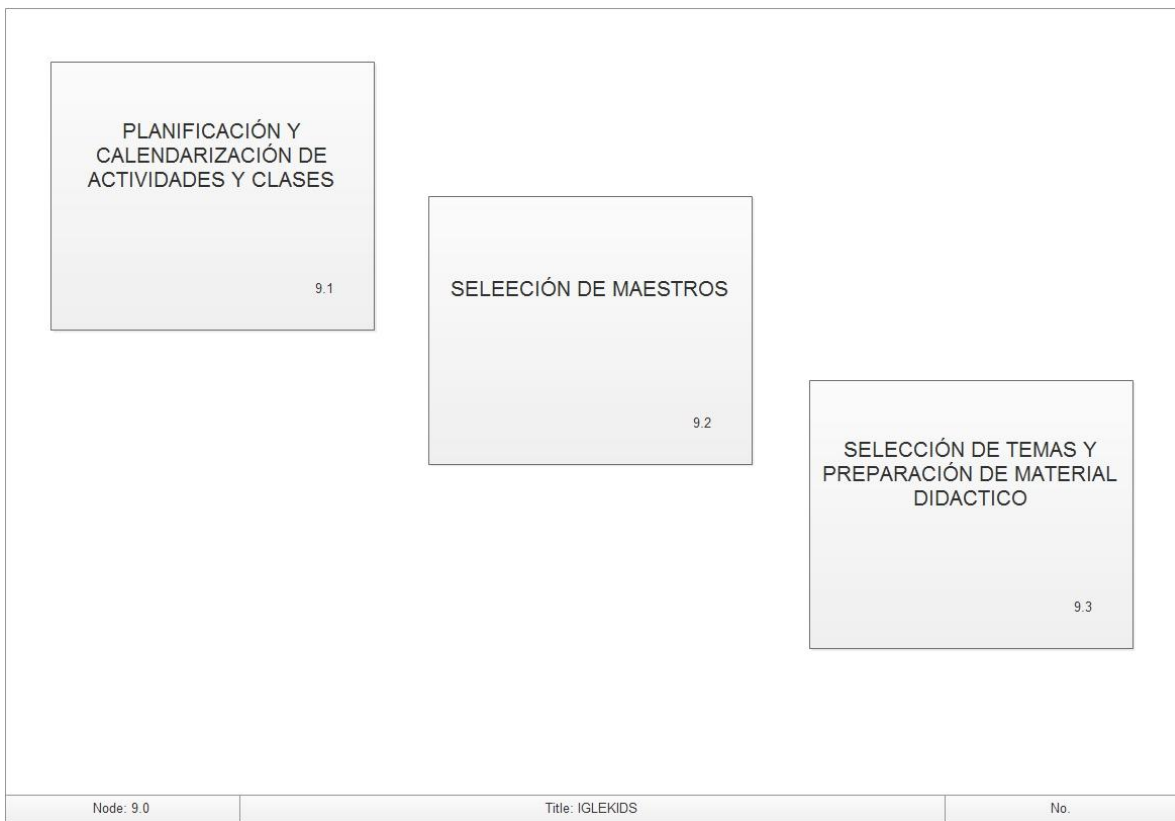 PLANIFICACIÓN Y
CALENDARIZACIÓN DE
ACTIVIDADES Y CLASES
9.1
SELEECIÓN DE MAESTROS
9.2
SELECCIÓN DE TEMAS Y
PREPARACIÓN DE MATERIAL
DIDACTICO
9.3
Node: 9.0
Title: IGLEKIDS
No.